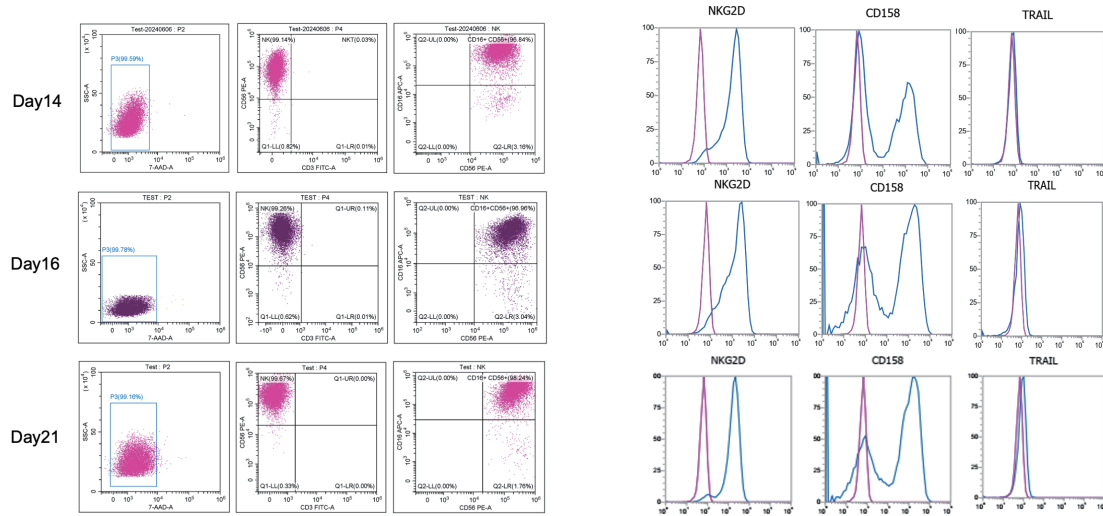 NKG2D CD158 TRAIL
Test-20240606 : P2 Test-20240606 : P4 Test-20240606 : NK
Day14
P3(99.59%)
NK(99.14%) NKT(0.03%)
Q1-LL(0.82%) Q1-LR(0.01%)
Q2-UL(0.00%) CD16+ CD56+(96.84%)
Q2-LL(0.00%) Q2-LR(3.16%)
SSC-A (x 10⁴) CD56 PE-A CD16 APC-A
7-AAD-A CD3 FITC-A CD56 PE-A
NKG2D CD158 TRAIL
TEST : P2 TEST : P4 TEST : NK
Day16
P3(99.78%)
NK(99.26%) Q1-UR(0.11%)
Q1-LL(0.62%) Q1-LR(0.01%)
Q2-UL(0.00%) CD16+CD56+(96.96%)
Q2-LL(0.00%) Q2-LR(3.04%)
SSC-A CD56 PE-A CD16 APC-A
7-AAD-A CD3 FITC-A CD56 PE-A
NKG2D CD158 TRAIL
Test : P2 Test : P4 Test : NK
Day21
P3(99.16%)
NK(99.67%) Q1-UR(0.00%)
Q1-LL(0.33%) Q1-LR(0.00%)
Q2-UL(0.00%) CD16+ CD56+(98.24%)
Q2-LL(0.00%) Q2-LR(1.76%)
SSC-A CD56 PE-A CD16 APC-A
7-AAD-A CD3 FITC-A CD56 PE-A